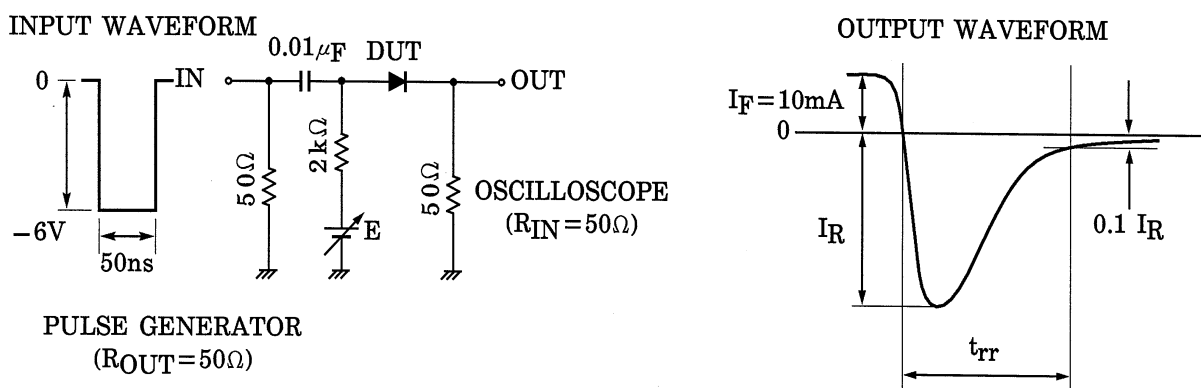 INPUT WAVEFORM
0
IN
-6V
50ns
PULSE GENERATOR
(ROUT=50Ω)
0.01μF
DUT
OUT
50Ω
2kΩ
E
50Ω
OSCILLOSCOPE
(RIN=50Ω)
OUTPUT WAVEFORM
IF=10mA
0
IR
0.1 IR
trr